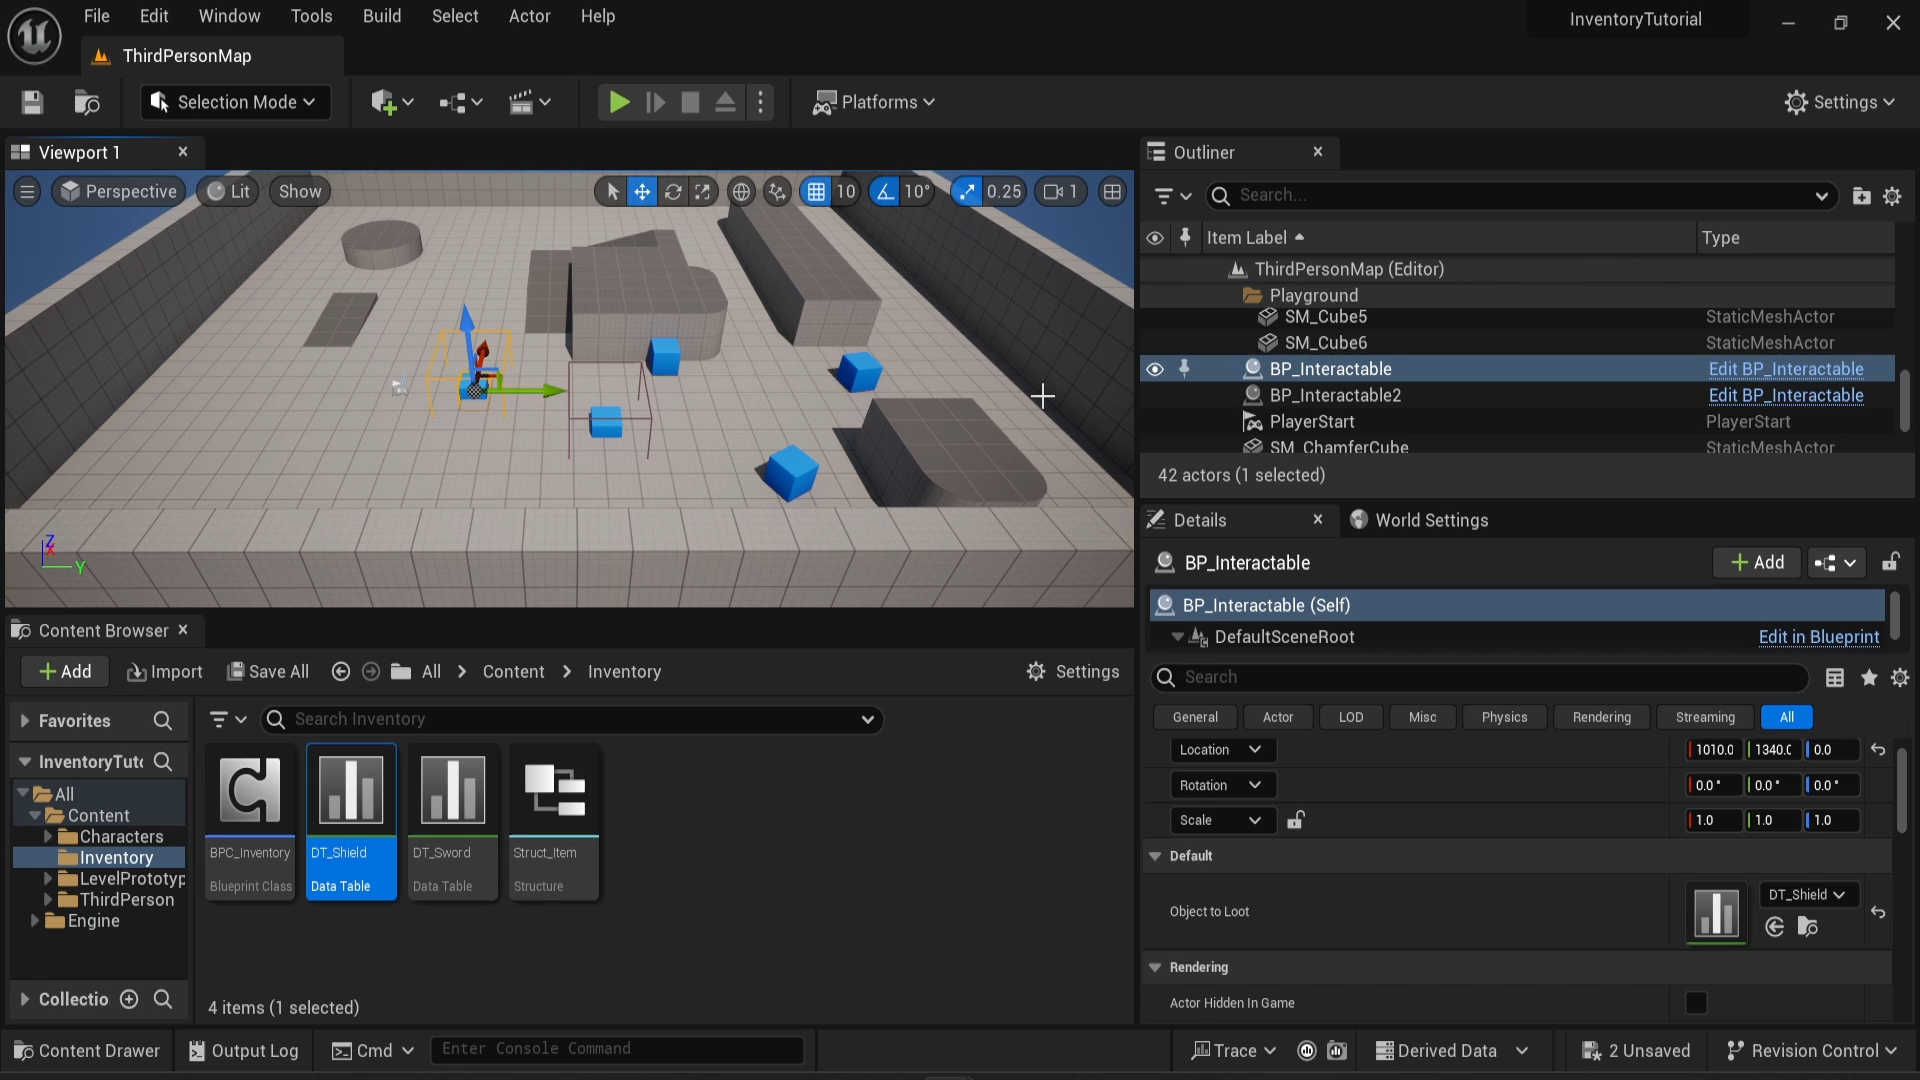 File Edit Window Tools Build Select Actor Help
InventoryTutorial
ThirdPersonMap
Selection Mode
Platforms
Settings
Viewport 1
Perspective Lit Show 10 10° 0.25 1
Z
X
Y
Outliner
Search...
Item Label Type
ThirdPersonMap (Editor)
Playground
SM_Cube5 StaticMeshActor
SM_Cube6 StaticMeshActor
BP_Interactable Edit BP_Interactable
BP_Interactable2 Edit BP_Interactable
PlayerStart PlayerStart
SM_ChamferCube StaticMeshActor
42 actors (1 selected)
Details World Settings
BP_Interactable Add
BP_Interactable (Self)
DefaultSceneRoot Edit in Blueprint
Search
General Actor LOD Misc Physics Rendering Streaming All
Location 1010.0 1340.0 0.0
Rotation 0.0° 0.0° 0.0°
Scale 1.0 1.0 1.0
Default
Object to Loot DT_Shield
Rendering
Actor Hidden In Game
Content Browser
Add Import Save All All Content Inventory Settings
Favorites
Search Inventory
InventoryTuto
All
Content
Characters
Inventory
LevelPrototyp
ThirdPerson
Engine
Collectio
BPC_Inventory
Blueprint Class
DT_Shield
Data Table
DT_Sword
Data Table
Struct_Item
Structure
4 items (1 selected)
Content Drawer Output Log Cmd Enter Console Command Trace Derived Data 2 Unsaved Revision Control